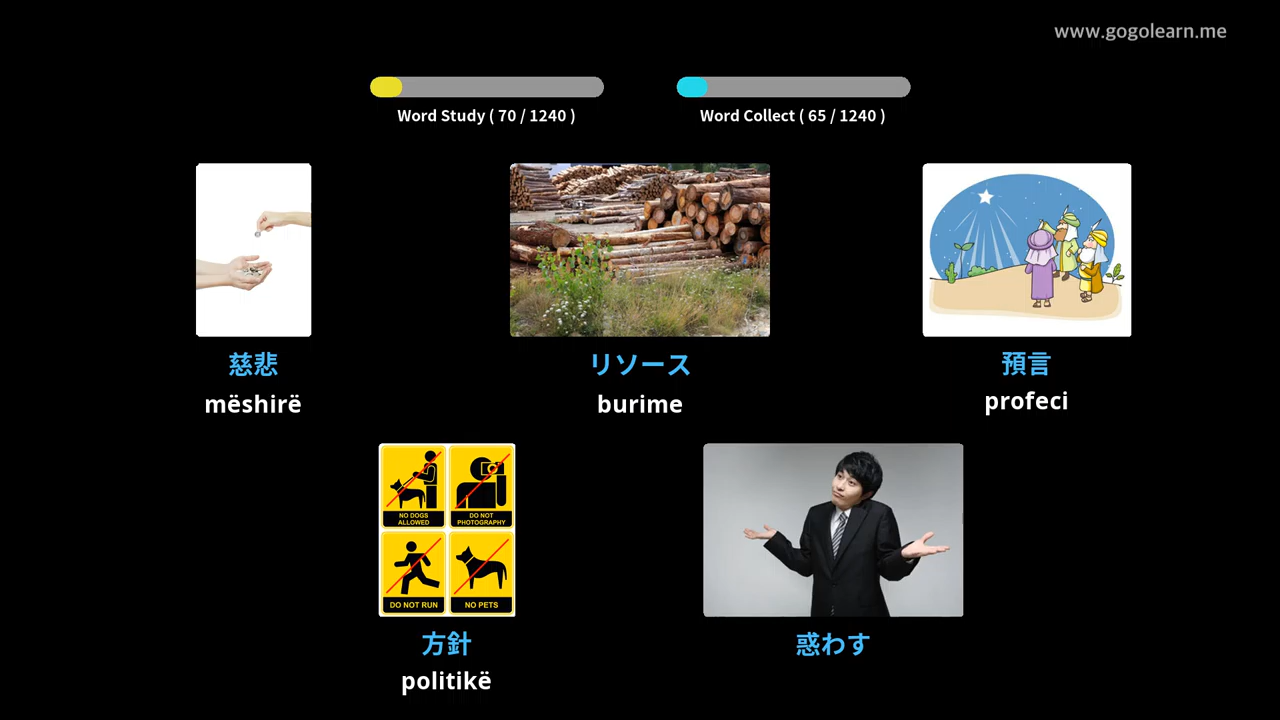 www.gogolearn.me
Word Study ( 70 / 1240 )
Word Collect ( 65 / 1240 )
慈悲
mëshirë
リソース
burime
預言
profeci
NO DOGS
ALLOWED
DO NOT
PHOTOGRAPHY
DO NOT RUN
NO PETS
方針
politikë
惑わす